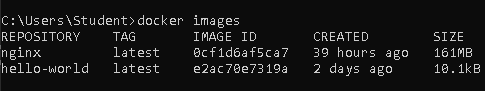 C:\Users\Student>docker images
REPOSITORY TAG IMAGE ID CREATED SIZE
nginx latest 0cf1d6af5ca7 39 hours ago 161MB
hello-world latest e2ac70e7319a 2 days ago 10.1kB